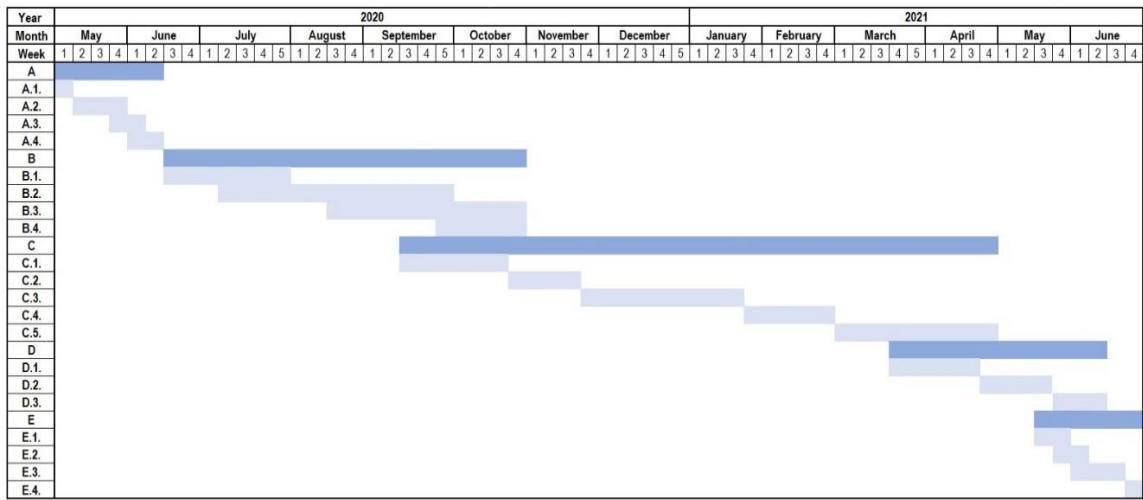 Year 2020 2021
Month May June July August September October November December January February March April May June
Week 1 2 3 4 1 2 3 4 1 2 3 4 5 1 2 3 4 1 2 3 4 5 1 2 3 4 1 2 3 4 1 2 3 4 5 1 2 3 4 1 2 3 4 1 2 3 4 5 1 2 3 4 1 2 3 4 1 2 3 4
A
A.1.
A.2.
A.3.
A.4.
B
B.1.
B.2.
B.3.
B.4.
C
C.1.
C.2.
C.3.
C.4.
C.5.
D
D.1.
D.2.
D.3.
E
E.1.
E.2.
E.3.
E.4.